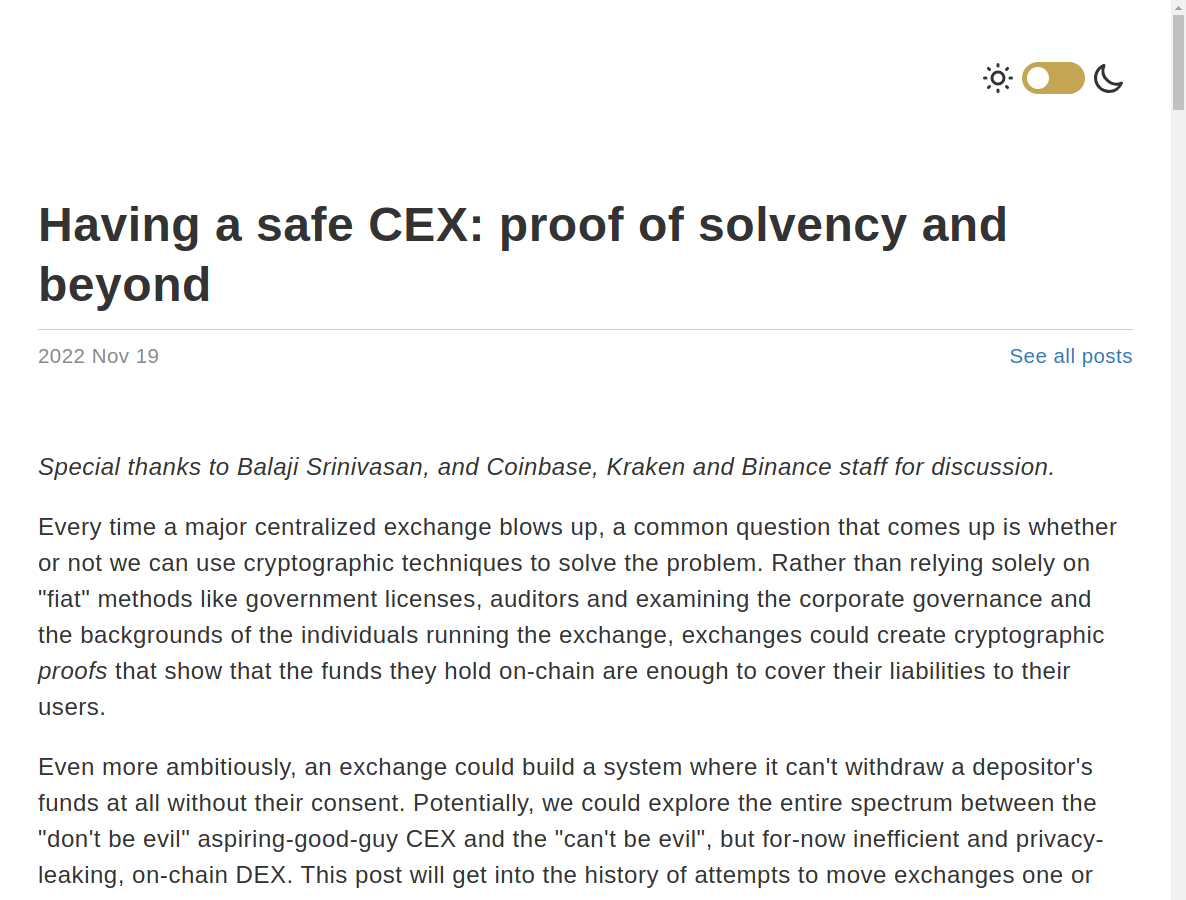 Having a safe CEX: proof of solvency and
beyond
2022 Nov 19
See all posts
Special thanks to Balaji Srinivasan, and Coinbase, Kraken and Binance staff for discussion.
Every time a major centralized exchange blows up, a common question that comes up is whether
or not we can use cryptographic techniques to solve the problem. Rather than relying solely on
"fiat" methods like government licenses, auditors and examining the corporate governance and
the backgrounds of the individuals running the exchange, exchanges could create cryptographic
proofs that show that the funds they hold on-chain are enough to cover their liabilities to their
users.
Even more ambitiously, an exchange could build a system where it can't withdraw a depositor's
funds at all without their consent. Potentially, we could explore the entire spectrum between the
"don't be evil" aspiring-good-guy CEX and the "can't be evil", but for-now inefficient and privacy-
leaking, on-chain DEX. This post will get into the history of attempts to move exchanges one or